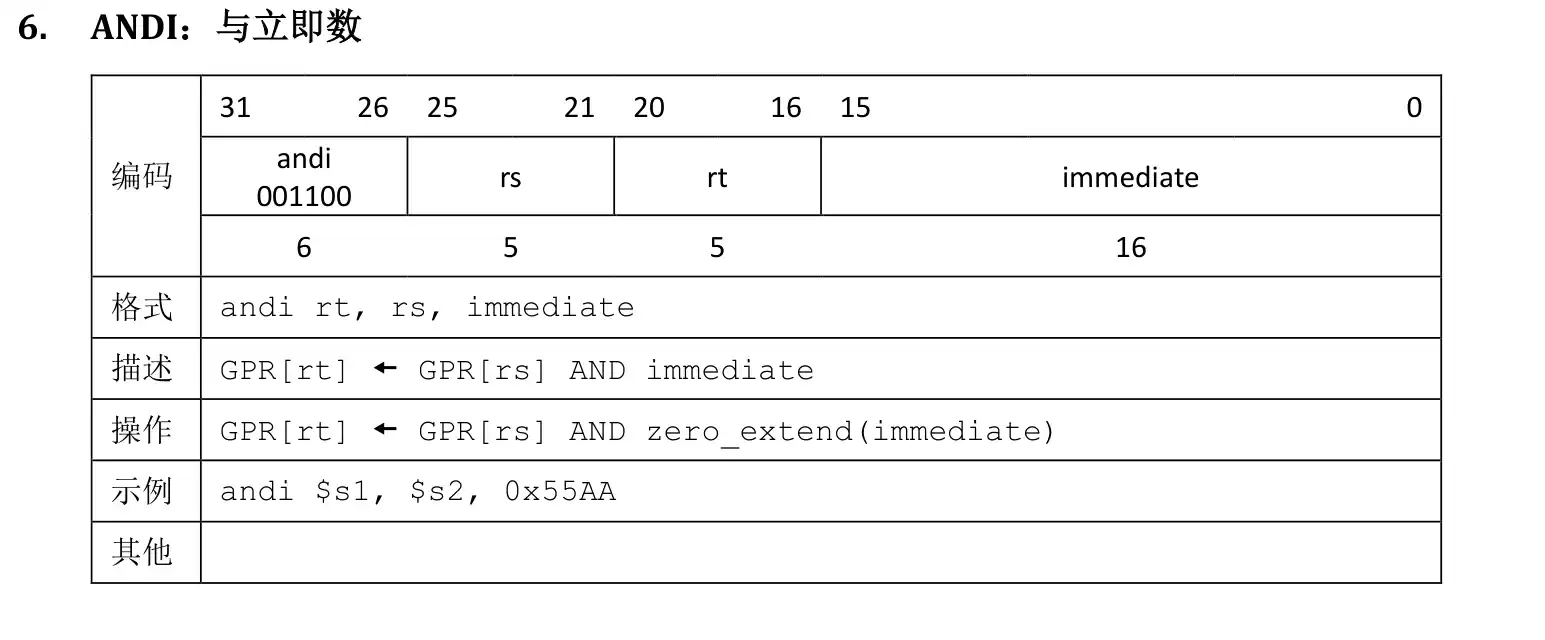 6. ANDI：与立即数
编码
31 26 25 21 20 16 15 0
andi
001100
rs
rt
immediate
6 5 5 16
格式 andi rt, rs, immediate
描述 GPR[rt] ← GPR[rs] AND immediate
操作 GPR[rt] ← GPR[rs] AND zero_extend(immediate)
示例 andi $s1, $s2, 0x55AA
其他